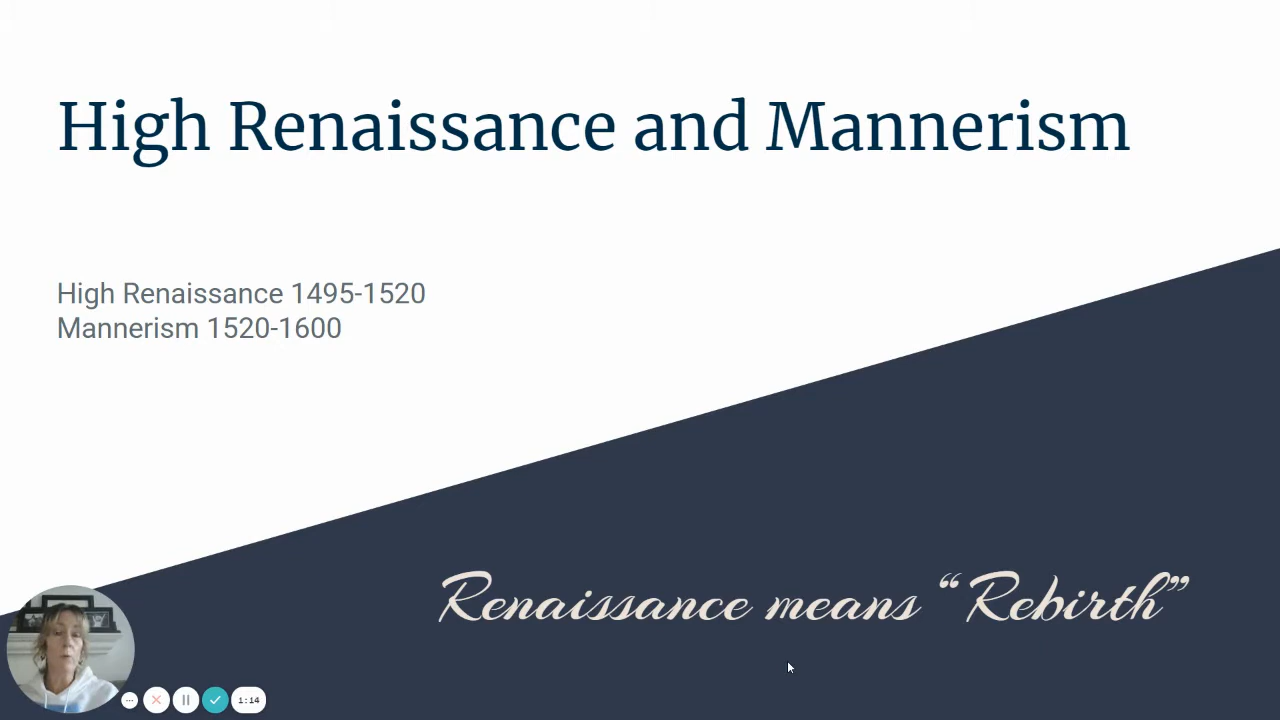 High Renaissance and Mannerism
High Renaissance 1495-1520
Mannerism 1520-1600
Renaissance means “Rebirth”
1:14